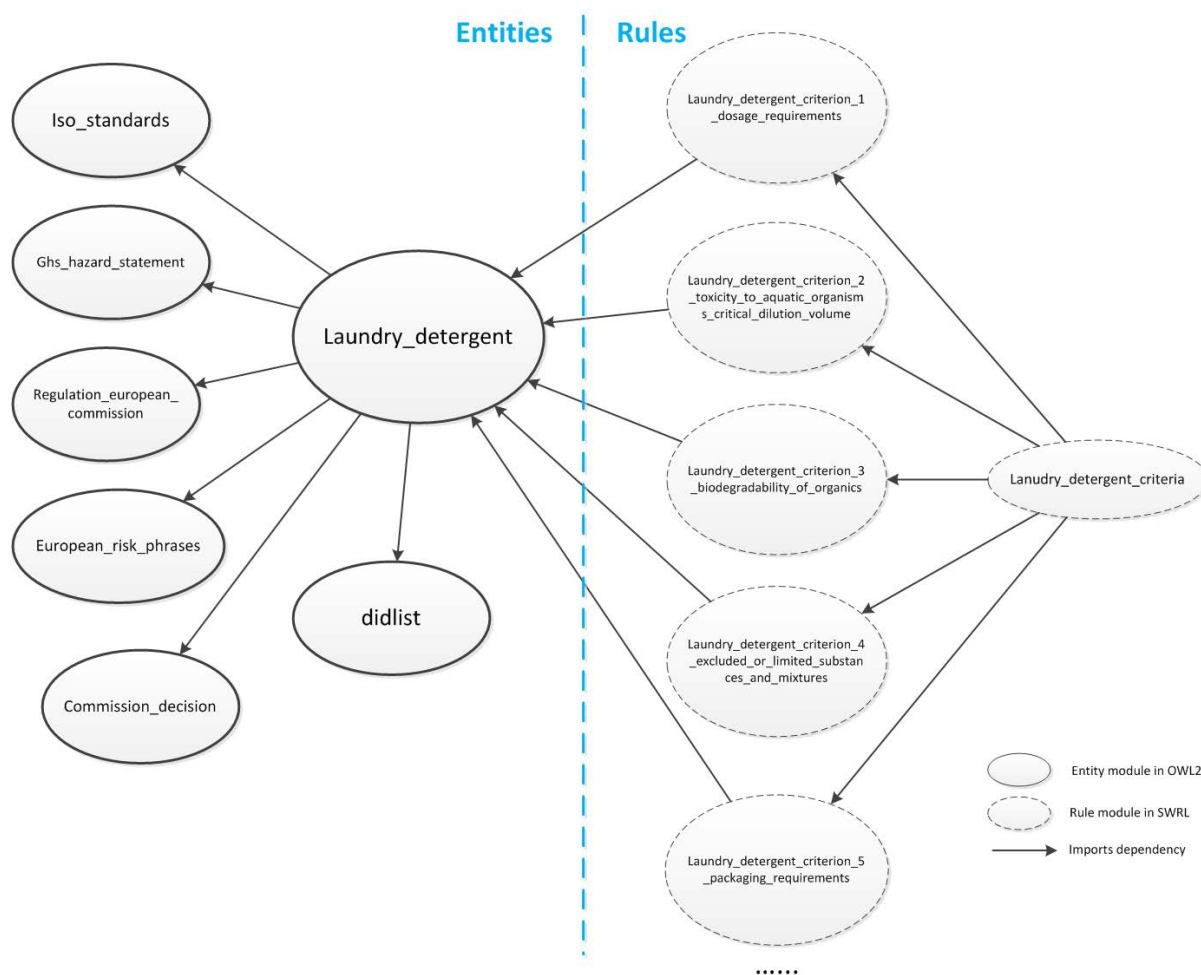 Entities
Rules
Iso_standards
Ghs_hazard_statement
Regulation_european_
commission
European_risk_phrases
Commission_decision
didlist
Laundry_detergent
Laundry_detergent_criterion_1
_dosage_requirements
Laundry_detergent_criterion_2
_toxicity_to_aquatic_organism
s_critical_dilution_volume
Laundry_detergent_criterion_3
_biodegradability_of_organics
Laundry_detergent_criterion_4
_excluded_or_limited_substan
ces_and_mixtures
Laundry_detergent_criterion_5
_packaging_requirements
......
Lanudry_detergent_criteria
Entity module in OWL2
Rule module in SWRL
Imports dependency